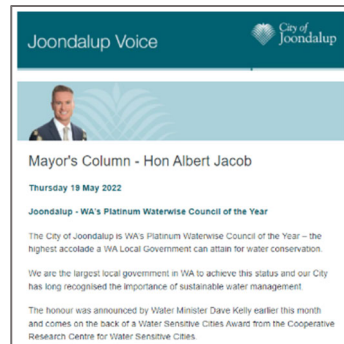 Joondalup Voice
City of
Joondalup
Mayor's Column - Hon Albert Jacob
Thursday 19 May 2022
Joondalup - WA's Platinum Waterwise Council of the Year
The City of Joondalup is WA's Platinum Waterwise Council of the Year – the
highest accolade a WA Local Government can attain for water conservation.
We are the largest local government in WA to achieve this status and our City
has long recognised the importance of sustainable water management.
The honour was announced by Water Minister Dave Kelly earlier this month
and comes on the back of a Water Sensitive Cities Award from the Cooperative
Research Centre for Water Sensitive Cities.